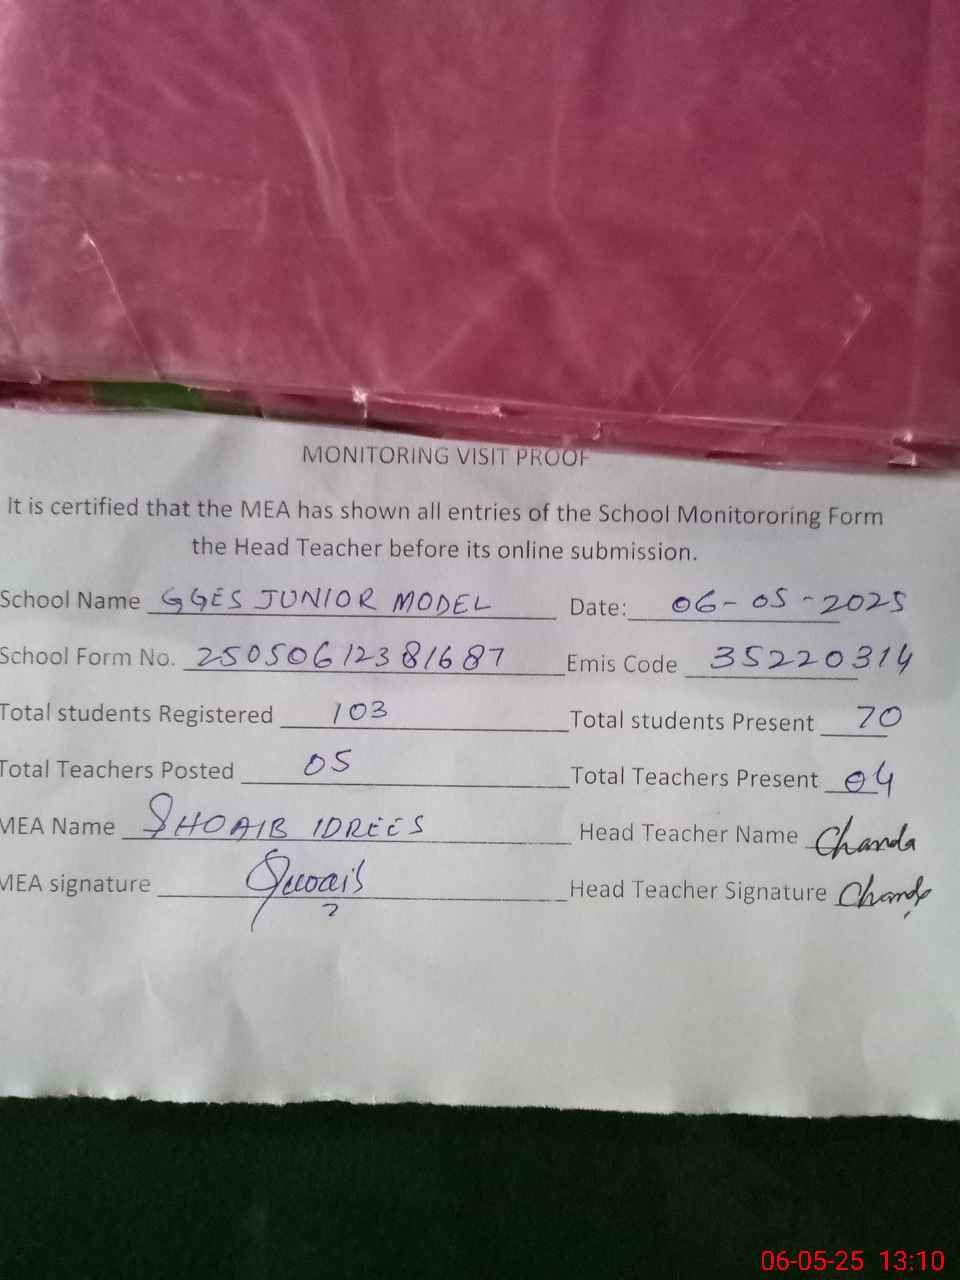 MONITORING VISIT PROOF
It is certified that the MEA has shown all entries of the School Monitororing Form
the Head Teacher before its online submission.
School Name GGES JUNIOR MODEL Date: 06-05-2025
School Form No. 25050612381687 Emis Code 35220314
Total students Registered 103 Total students Present 70
Total Teachers Posted 05 Total Teachers Present 04
MEA Name SHOAIB IDREES Head Teacher Name Chanda
MEA signature Shoaib Head Teacher Signature Chanda
06-05-25 13:10